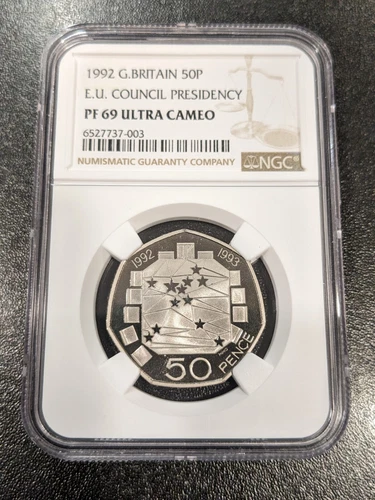 1992 G.BRITAIN 50P
E.U. COUNCIL PRESIDENCY
PF 69 ULTRA CAMEO
6527737-003
NUMISMATIC GUARANTY COMPANY
NGC
1992 1993
50 PENCE